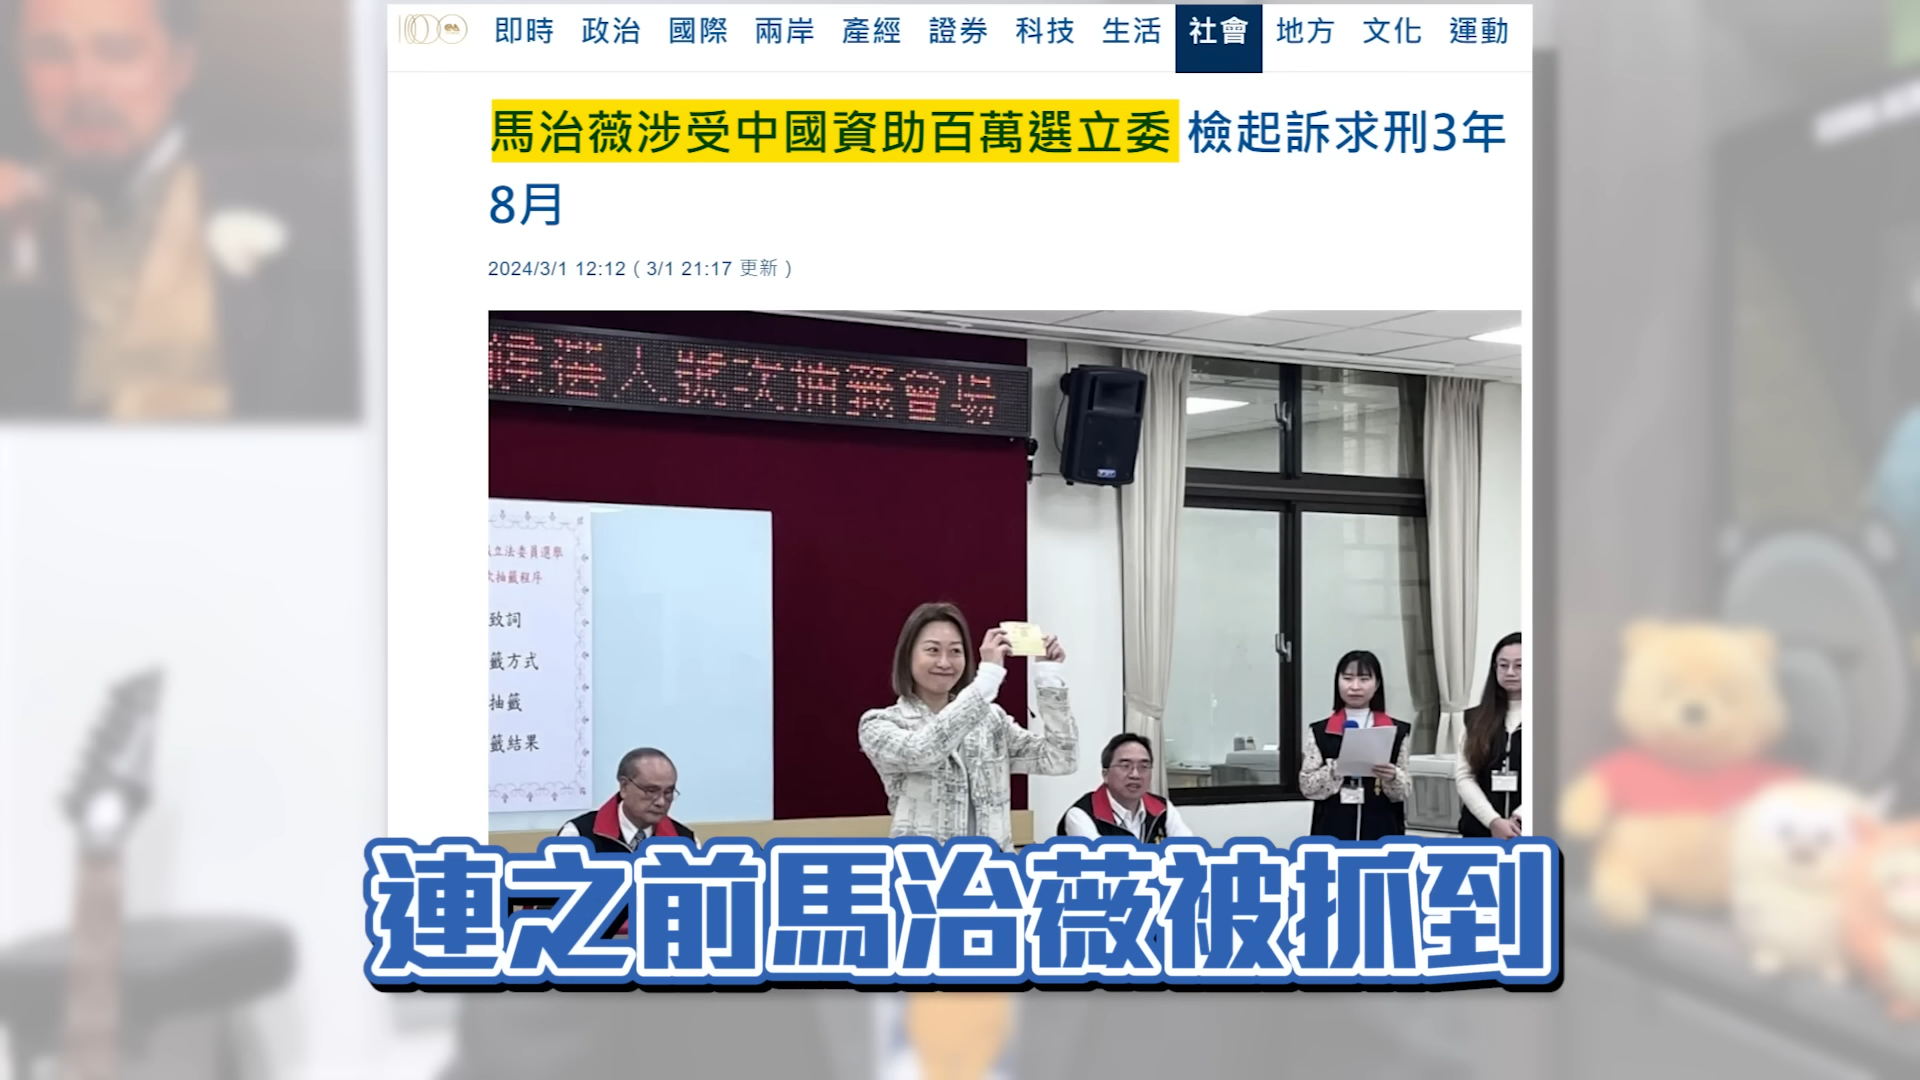 即時 政治 國際 兩岸 產經 證券 科技 生活 社會 地方 文化 運動
馬治薇涉受中國資助百萬選立委 檢起訴求刑3年
8月
2024/3/1 12:12 ( 3/1 21:17 更新 )
候選人號次抽籤會場
立法委員選舉
次抽籤程序
致詞
籤方式
抽籤
籤結果
連之前馬治薇被抓到